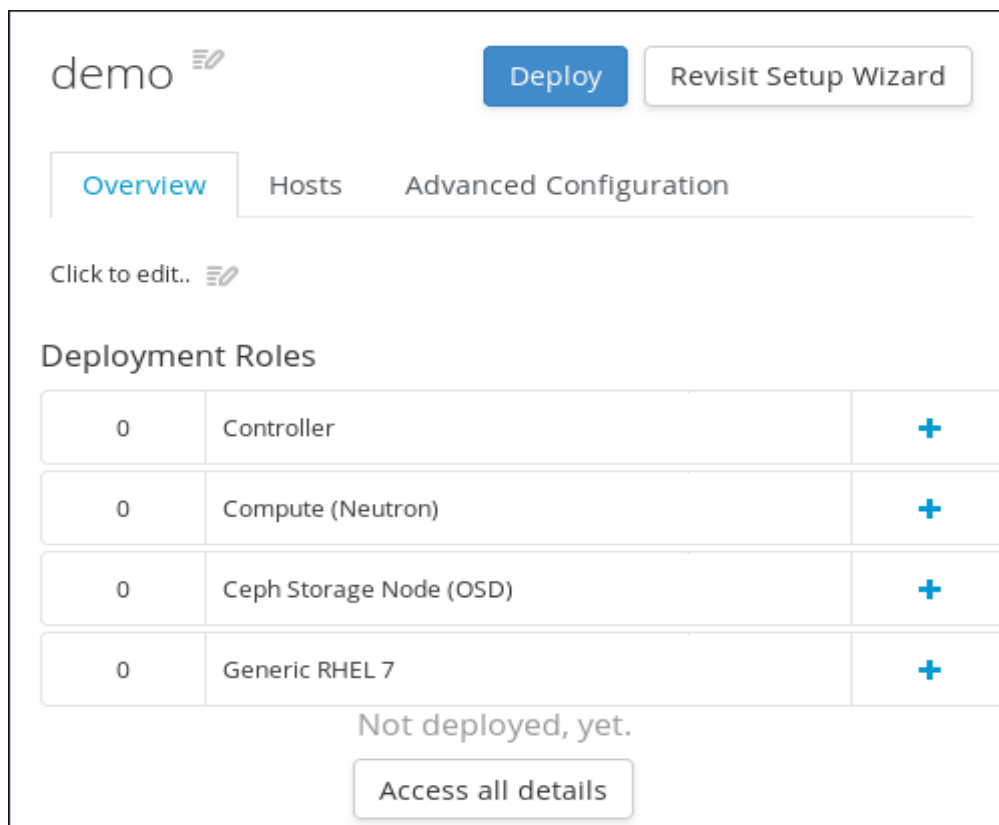 demo
Deploy
Revisit Setup Wizard
Overview
Hosts
Advanced Configuration
Click to edit..
Deployment Roles
0 Controller
0 Compute (Neutron)
0 Ceph Storage Node (OSD)
0 Generic RHEL 7
Not deployed, yet.
Access all details